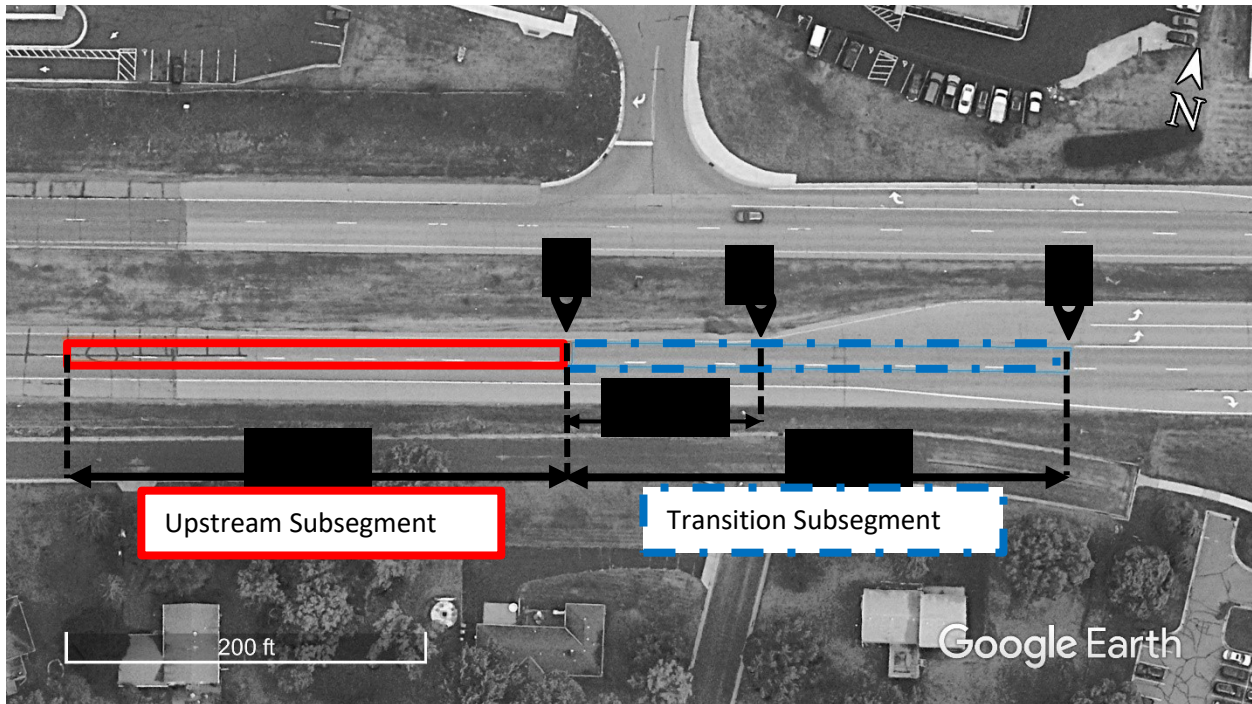 N
Upstream Subsegment
Transition Subsegment
200 ft
Google Earth